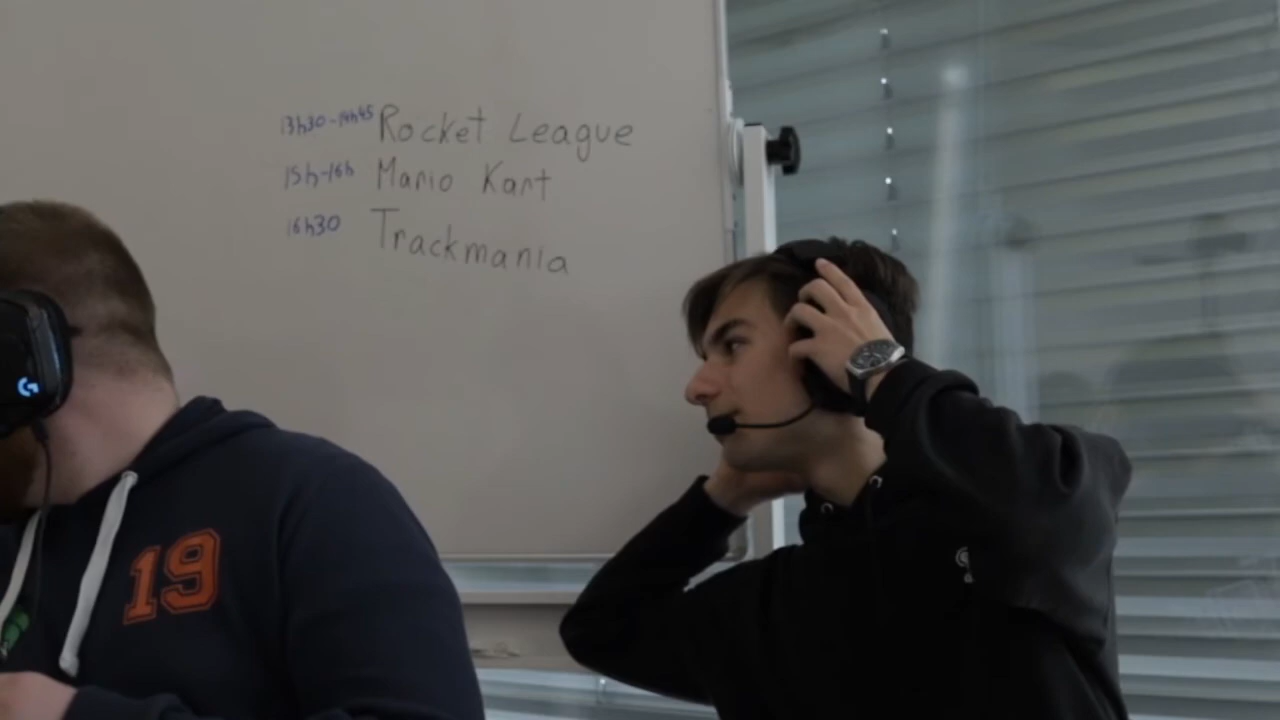 13h30-14h45 Rocket League
15h-16h Mario Kart
16h30 Trackmania
G
19